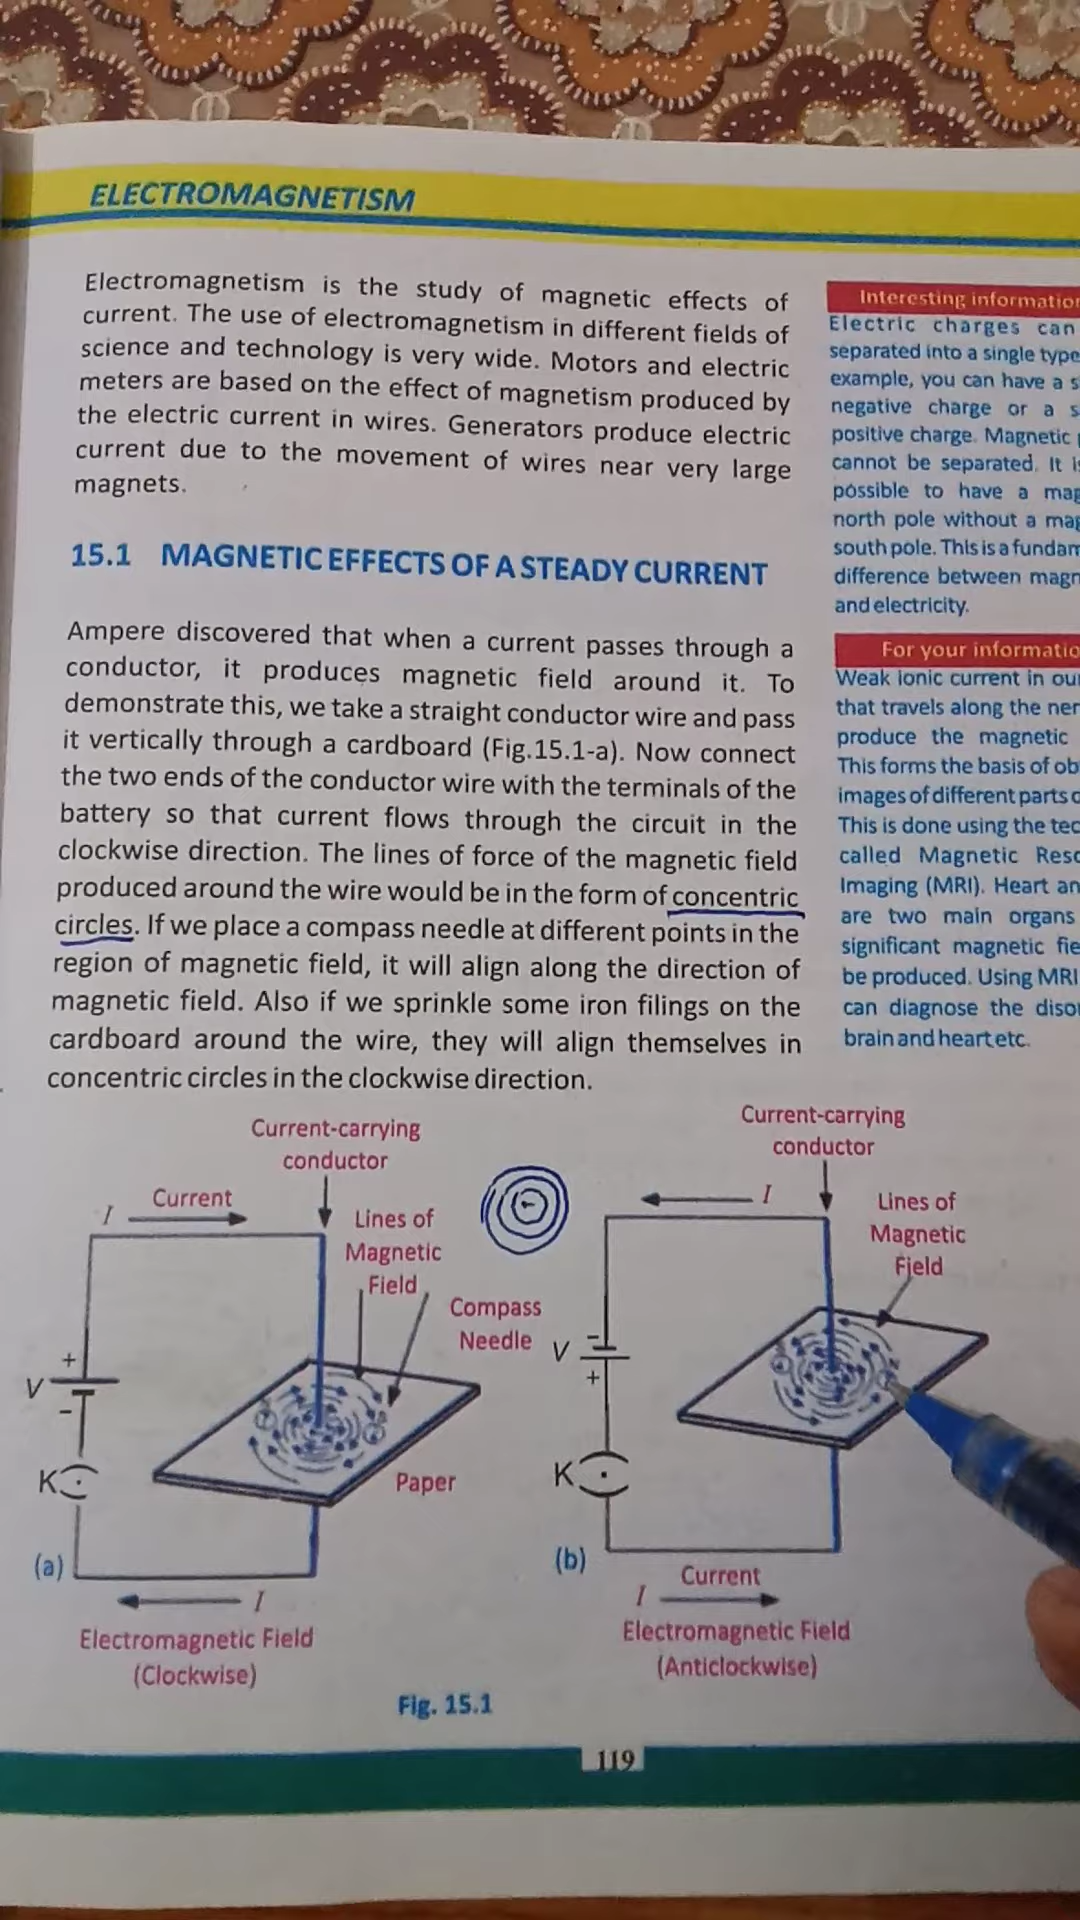 ELECTROMAGNETISM
Electromagnetism is the study of magnetic effects of
current. The use of electromagnetism in different fields of
science and technology is very wide. Motors and electric
meters are based on the effect of magnetism produced by
the electric current in wires. Generators produce electric
current due to the movement of wires near very large
magnets.
15.1 MAGNETIC EFFECTS OF A STEADY CURRENT
Ampere discovered that when a current passes through a
conductor, it produces magnetic field around it. To
demonstrate this, we take a straight conductor wire and pass
it vertically through a cardboard (Fig.15.1-a). Now connect
the two ends of the conductor wire with the terminals of the
battery so that current flows through the circuit in the
clockwise direction. The lines of force of the magnetic field
produced around the wire would be in the form of concentric
circles. If we place a compass needle at different points in the
region of magnetic field, it will align along the direction of
magnetic field. Also if we sprinkle some iron filings on the
cardboard around the wire, they will align themselves in
concentric circles in the clockwise direction.
Interesting information
Electric charges can
separated into a single type
example, you can have a
negative charge or a
positive charge. Magnetic
cannot be separated. It
possible to have a
north pole without a
south pole. This is a
difference between
and electricity.
For your
Weak ionic current in
that travels along the
produce the magnetic
This forms the basis of
images of different parts
This is done using the
called Magnetic
Imaging (MRI). Heart
are two main organs
significant magnetic
be produced. Using MRI
can diagnose the
brain and heart etc.
Current-carrying
conductor
I Current
Lines of
Magnetic
Field
Compass
Needle
+
V
-
K
Paper
(a)
I
Electromagnetic Field
(Clockwise)
Current-carrying
conductor
I
Lines of
Magnetic
Field
V
-
+
K
(b)
Current
I
Electromagnetic Field
(Anticlockwise)
Fig. 15.1
119